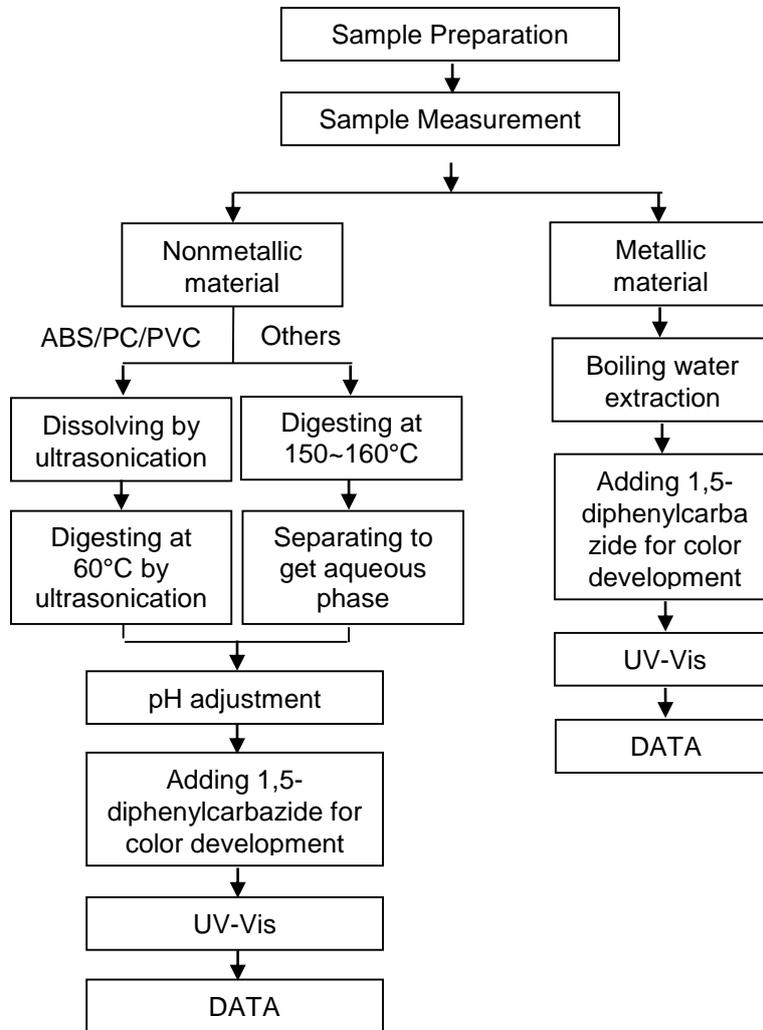 Sample Preparation
Sample Measurement
Nonmetallic
material
ABS/PC/PVC
Others
Dissolving by
ultrasonication
Digesting at
150~160°C
Digesting at
60°C by
ultrasonication
Separating to
get aqueous
phase
pH adjustment
Adding 1,5-
diphenylcarbazide for
color development
UV-Vis
DATA
Metallic
material
Boiling water
extraction
Adding 1,5-
diphenylcarba
zide for color
development
UV-Vis
DATA